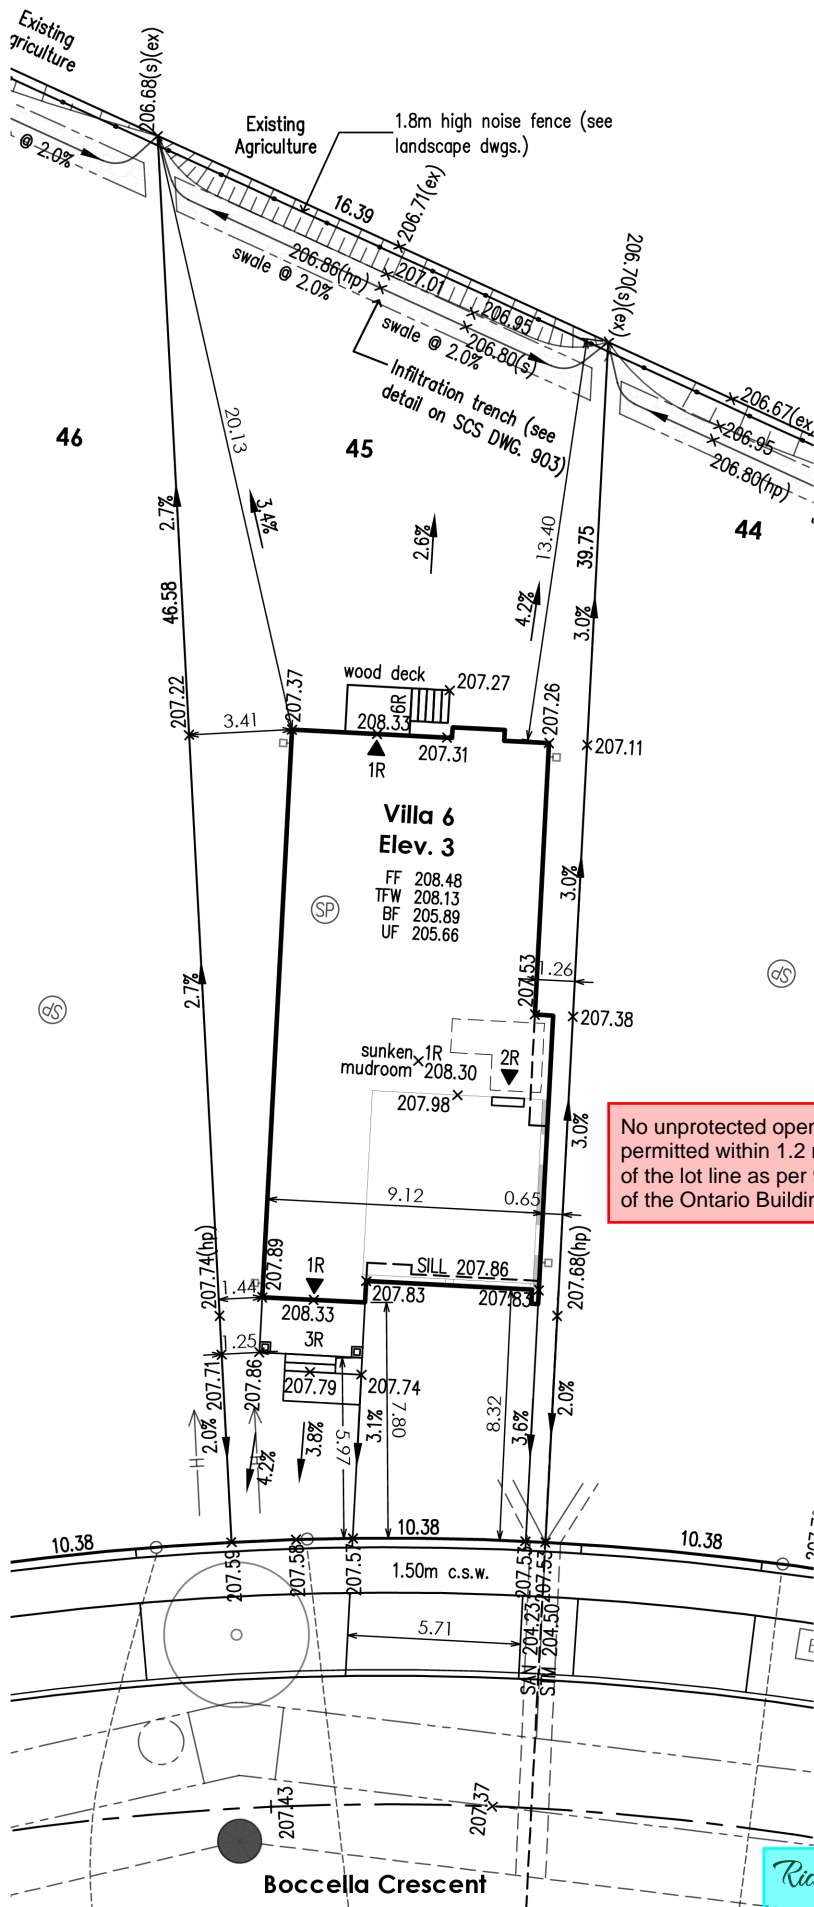 Existing
griculture
206.68(s)(ex)
@ 2.0%
Existing
Agriculture
1.8m high noise fence (see
landscape dwgs.)
16.39
206.71(ex)
206.86(hp)
207.01
swale @ 2.0%
206.95
206.80(s)
swale @ 2.0%
206.70(s)(ex)
Infiltration trench (see
detail on SCS DWG. 903)
206.67(ex
206.95
206.80(hp)
46
45
44
20.13
3.4%
2.7%
2.6%
13.40
39.75
4.2%
3.0%
46.58
207.22
207.37
3.41
wood deck
6R
207.27
208.33
207.31
1R
207.26
207.11
Villa 6
Elev. 3
FF 208.48
TFW 208.13
BF 205.89
UF 205.66
SP
3.0%
2.7%
207.53
1.26
SP
SP
207.38
sunken 1R
mudroom 208.30
2R
207.98
3.0%
No unprotected oper
permitted within 1.2
of the lot line as per
of the Ontario Buildin
9.12
0.65
207.74(hp)
207.89
1R
SILL 207.86
207.68(hp)
1.44
208.33
207.83
207.83
3R
1.25
207.71
207.86
207.79
207.74
7.80
8.32
2.0%
H
H
4.2%
3.8%
5.97
3.1%
3.6%
2.0%
10.38
10.38
10.38
207.59
207.58
207.57
207.53
207.53
1.50m c.s.w.
5.71
SAN 204.23
STM 204.50
207.43
207.37
Boccella Crescent